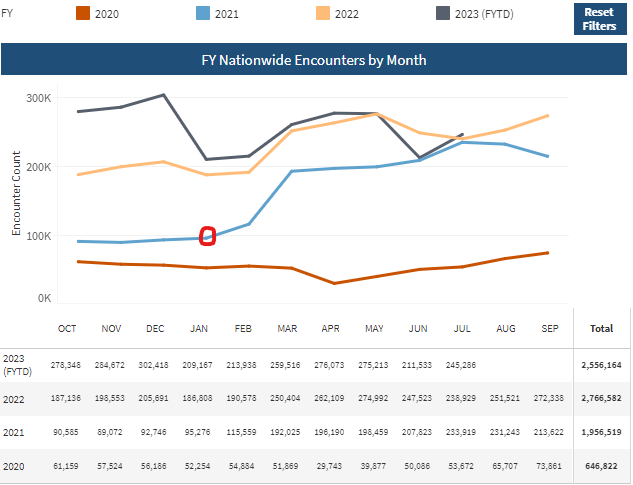 FY 2020 2021 2022 2023 (FYTD) Reset
Filters
FY Nationwide Encounters by Month
Encounter Count
300K
200K
100K
0K
OCT NOV DEC JAN FEB MAR APR MAY JUN JUL AUG SEP Total
2023
(FYTD) 278,348 284,672 302,418 209,167 213,938 259,516 276,073 275,213 211,533 245,286 2,556,164
2022 187,136 198,553 205,691 186,808 190,578 250,404 262,109 274,992 247,523 238,929 251,521 272,338 2,766,582
2021 90,585 89,072 92,746 95,276 115,559 192,025 196,190 198,459 207,823 233,919 231,243 213,622 1,956,519
2020 61,159 57,524 56,186 52,254 54,884 51,869 29,743 39,877 50,086 53,672 65,707 73,861 646,822